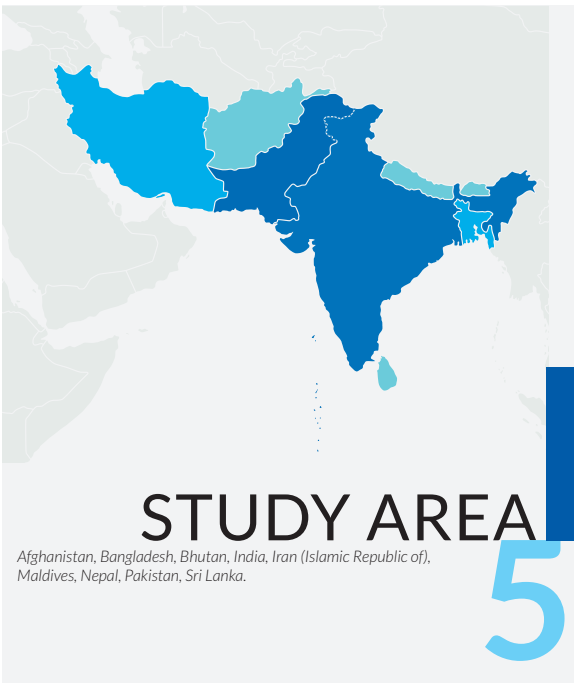 STUDY AREA
5
Afghanistan, Bangladesh, Bhutan, India, Iran (Islamic Republic of),
Maldives, Nepal, Pakistan, Sri Lanka.